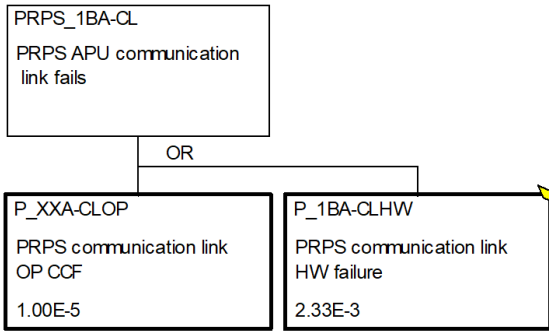 PRPS_1BA-CL
PRPS APU communication
link fails
OR
P_XXA-CLOP
PRPS communication link
OP CCF
1.00E-5
P_1BA-CLHW
PRPS communication link
HW failure
2.33E-3